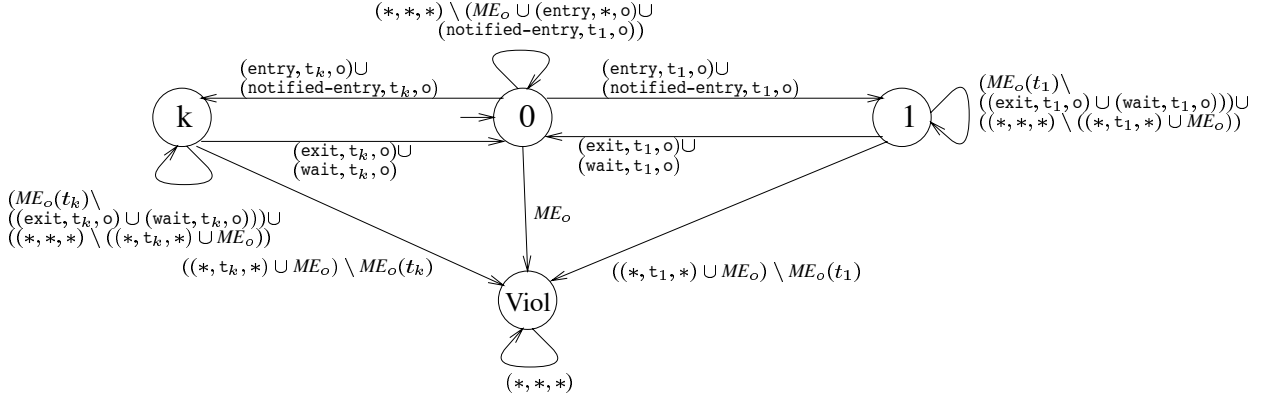 (∗, ∗, ∗) \ (ME_o ∪ (entry, ∗, o)∪
(notified-entry, t_1, o))
(entry, t_k, o)∪
(notified-entry, t_k, o)
(entry, t_1, o)∪
(notified-entry, t_1, o)
k
0
1
(ME_o(t_1)\
((exit, t_1, o) ∪ (wait, t_1, o)))∪
((∗, ∗, ∗) \ ((∗, t_1, ∗) ∪ ME_o))
(exit, t_k, o)∪
(wait, t_k, o)
(exit, t_1, o)∪
(wait, t_1, o)
(ME_o(t_k)\
((exit, t_k, o) ∪ (wait, t_k, o)))∪
((∗, ∗, ∗) \ ((∗, t_k, ∗) ∪ ME_o))
ME_o
((∗, t_k, ∗) ∪ ME_o) \ ME_o(t_k)
((∗, t_1, ∗) ∪ ME_o) \ ME_o(t_1)
Viol
(∗, ∗, ∗)